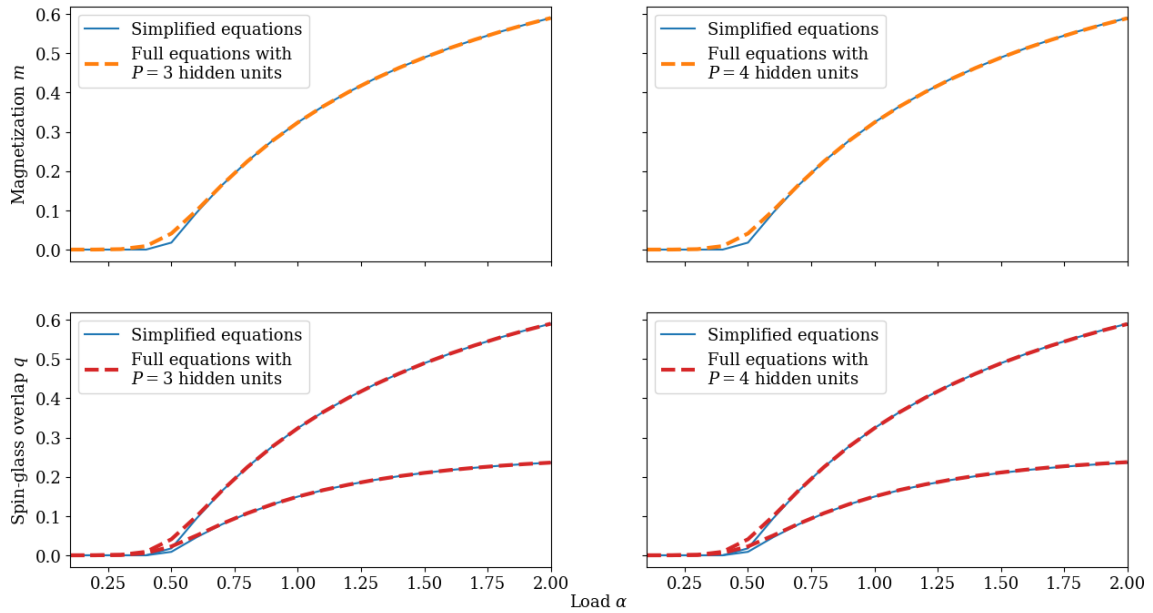 0.6
0.5
0.4
0.3
0.2
0.1
0.0
Magnetization m
Simplified equations
Full equations with
P = 3 hidden units
Simplified equations
Full equations with
P = 4 hidden units
0.6
0.5
0.4
0.3
0.2
0.1
0.0
Spin-glass overlap q
Simplified equations
Full equations with
P = 3 hidden units
Simplified equations
Full equations with
P = 4 hidden units
0.25 0.50 0.75 1.00 1.25 1.50 1.75 2.00
0.25 0.50 0.75 1.00 1.25 1.50 1.75 2.00
Load α